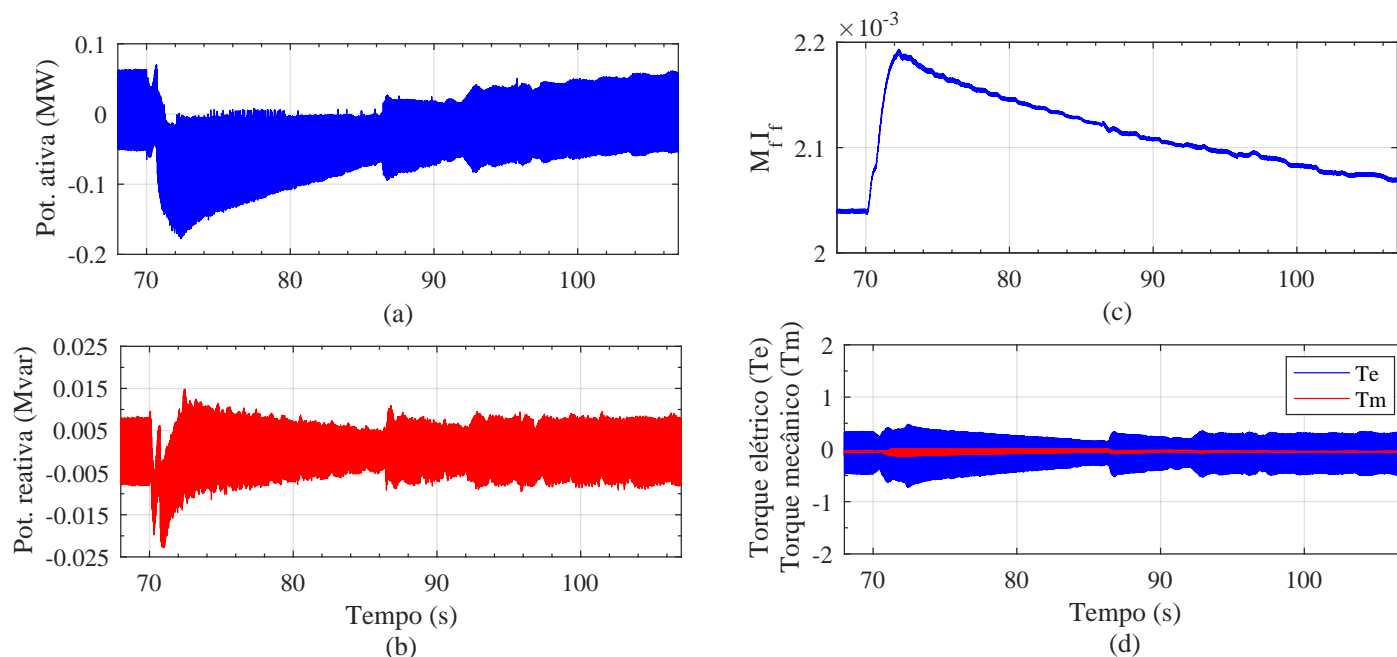 Pot. ativa (MW)
0.1
0
-0.1
-0.2
70
80
90
100
(a)
×10⁻³
M_f I_f
2.2
2.1
2
70
80
90
100
(c)
Pot. reativa (Mvar)
0.025
0.015
0.005
-0.005
-0.015
-0.025
70
80
90
100
Tempo (s)
(b)
Torque elétrico (Te)
Torque mecânico (Tm)
2
1
0
-1
-2
Te
Tm
70
80
90
100
Tempo (s)
(d)